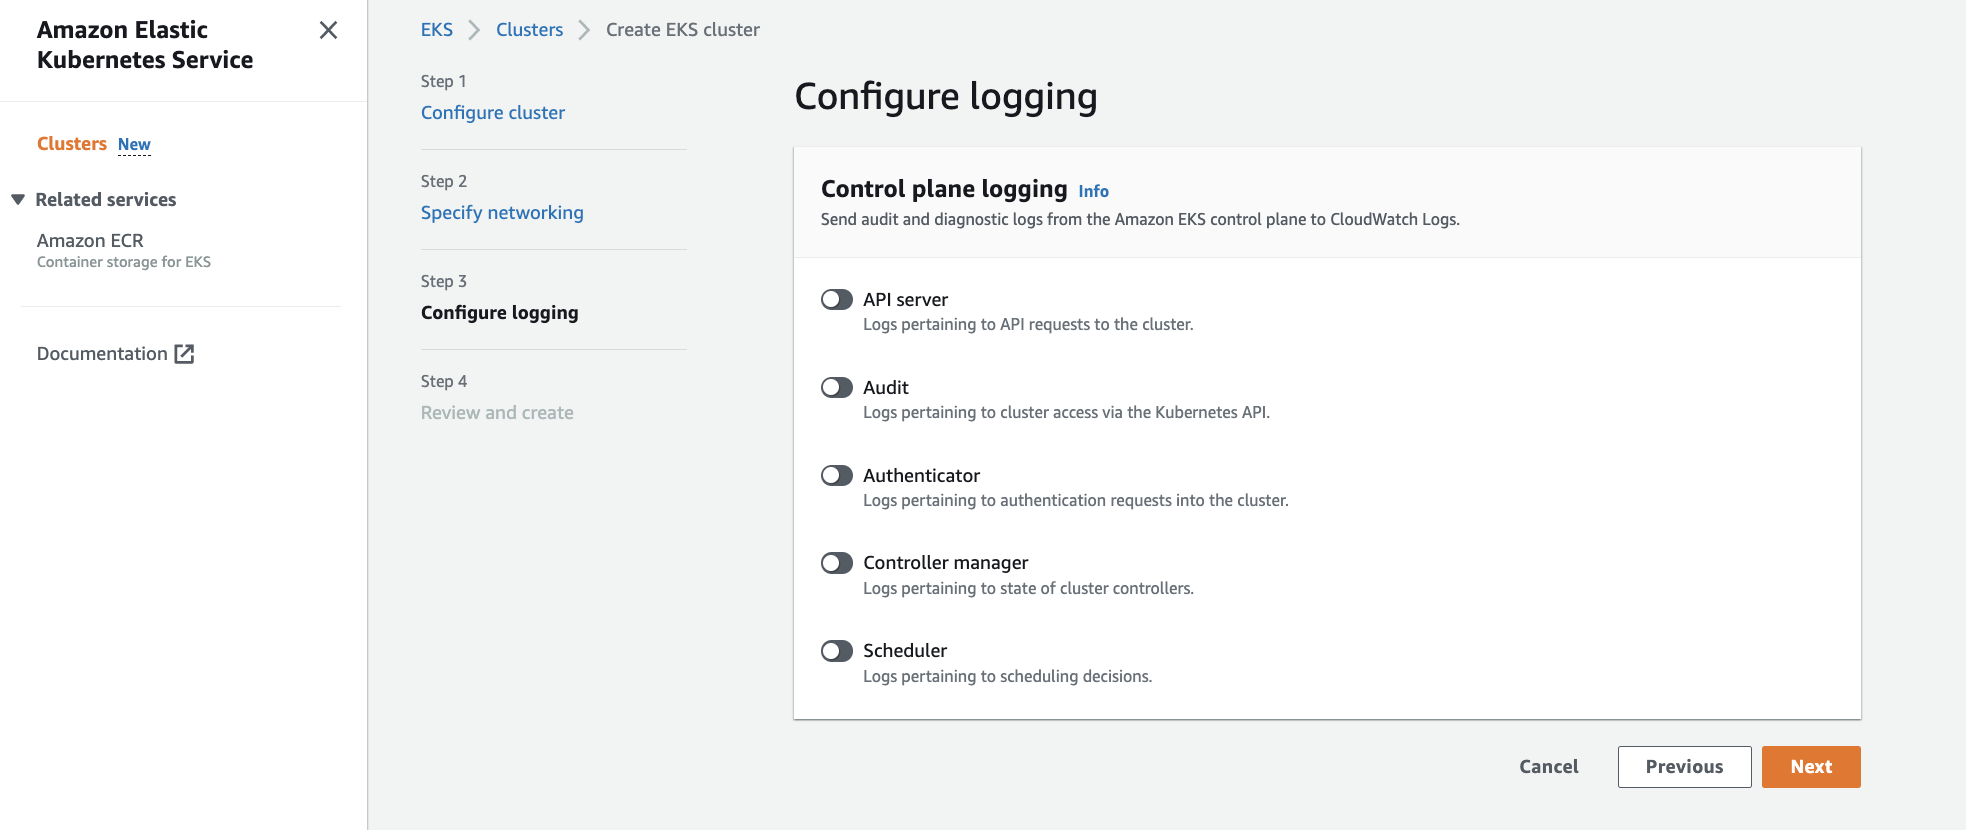 Amazon Elastic
Kubernetes Service
Clusters New
Related services
Amazon ECR
Container storage for EKS
Documentation
EKS Clusters Create EKS cluster
Step 1
Configure cluster
Step 2
Specify networking
Step 3
Configure logging
Step 4
Review and create
Configure logging
Control plane logging Info
Send audit and diagnostic logs from the Amazon EKS control plane to CloudWatch Logs.
API server
Logs pertaining to API requests to the cluster.
Audit
Logs pertaining to cluster access via the Kubernetes API.
Authenticator
Logs pertaining to authentication requests into the cluster.
Controller manager
Logs pertaining to state of cluster controllers.
Scheduler
Logs pertaining to scheduling decisions.
Cancel Previous Next